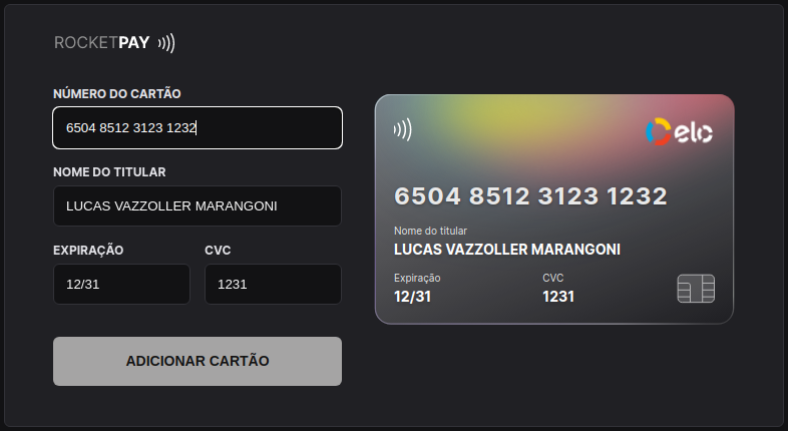 ROCKETPAY
NÚMERO DO CARTÃO
6504 8512 3123 1232
NOME DO TITULAR
LUCAS VAZZOLLER MARANGONI
EXPIRAÇÃO CVC
12/31 1231
ADICIONAR CARTÃO
elo
6504 8512 3123 1232
Nome do titular
LUCAS VAZZOLLER MARANGONI
Expiração CVC
12/31 1231